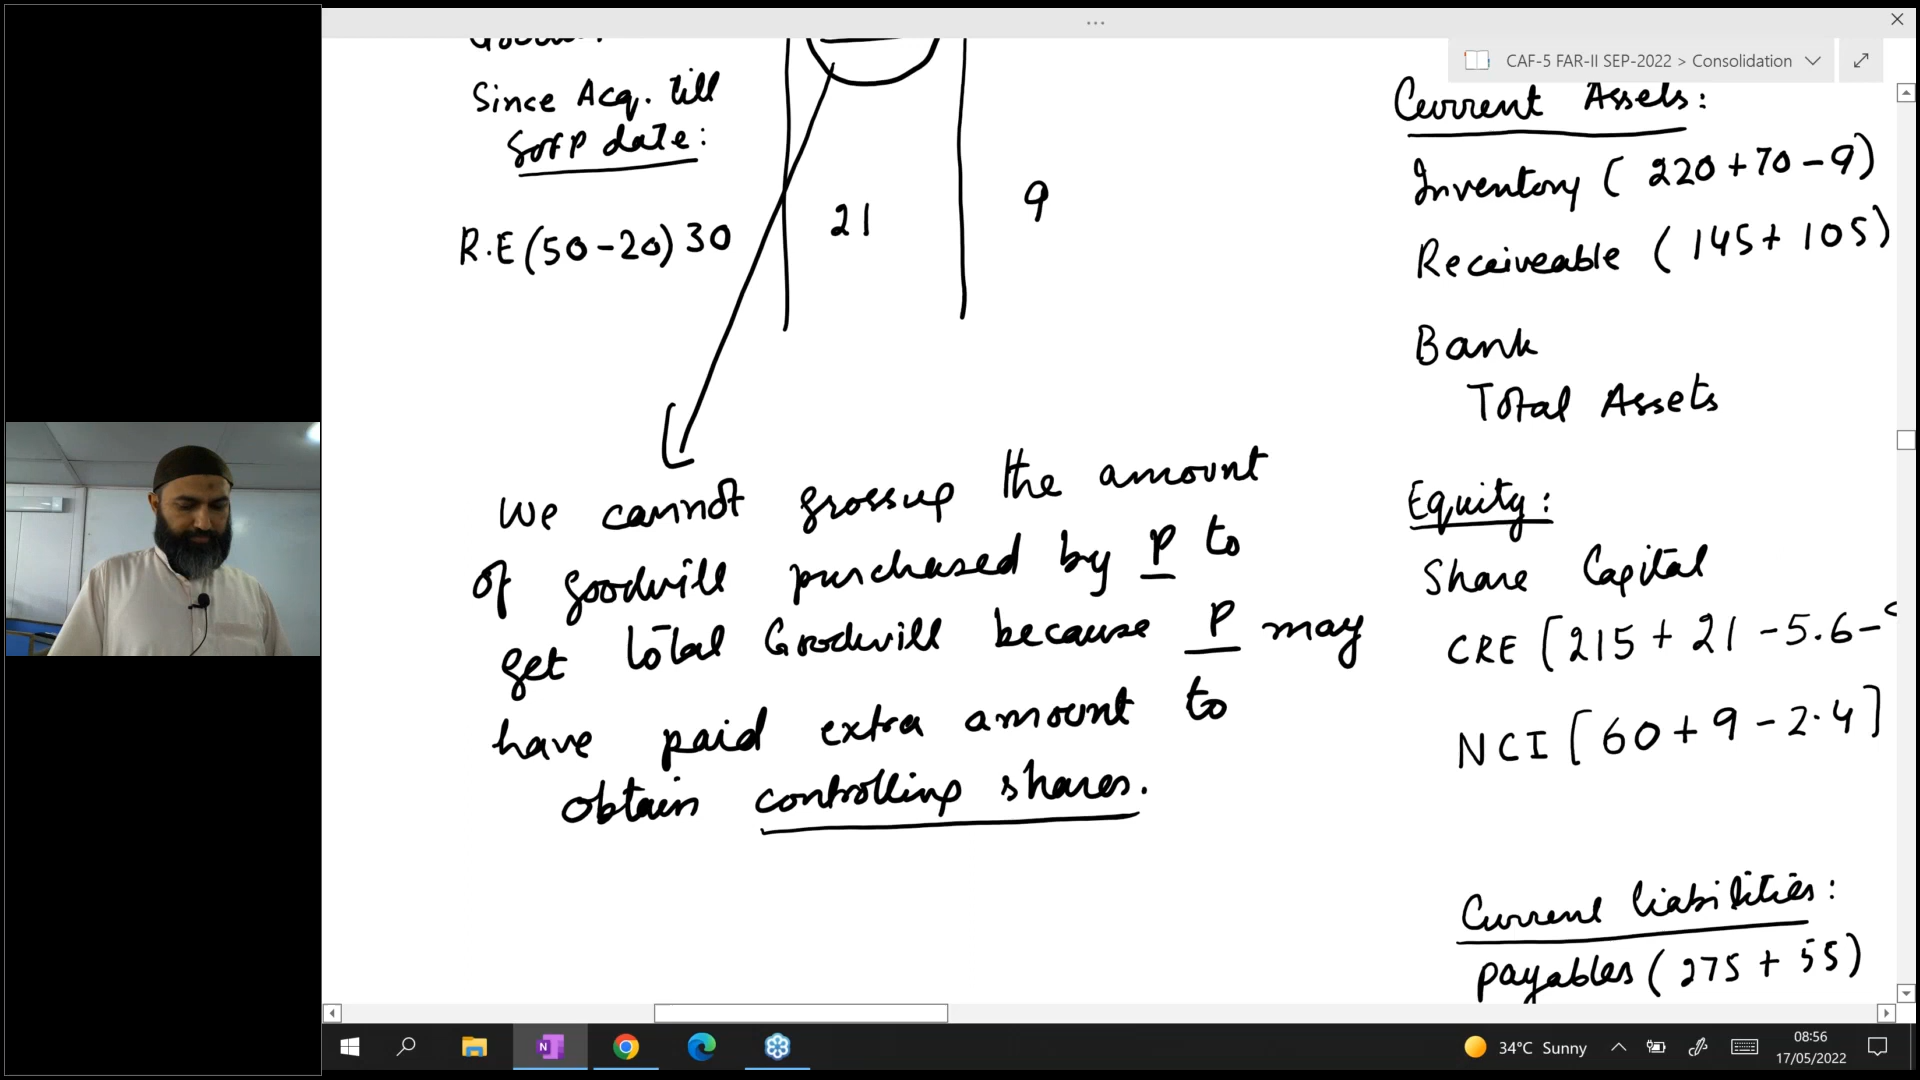 CAF-5 FAR-II SEP-2022 > Consolidation
Since Acq. till
SOFP date:
R.E (50-20) 30
21
9
We cannot grossup the amount
of goodwill purchased by P to
get total Goodwill because P may
have paid extra amount to
obtain controlling shares.
Current Assets:
Inventory ( 220 + 70 - 9)
Receiveable ( 145 + 105)
Bank
Total Assets
Equity:
Share Capital
CRE [215 + 21 - 5.6 -
NCI [60 + 9 - 2.4]
Current liabilities:
payables ( 275 + 55)
34°C Sunny
08:56
17/05/2022